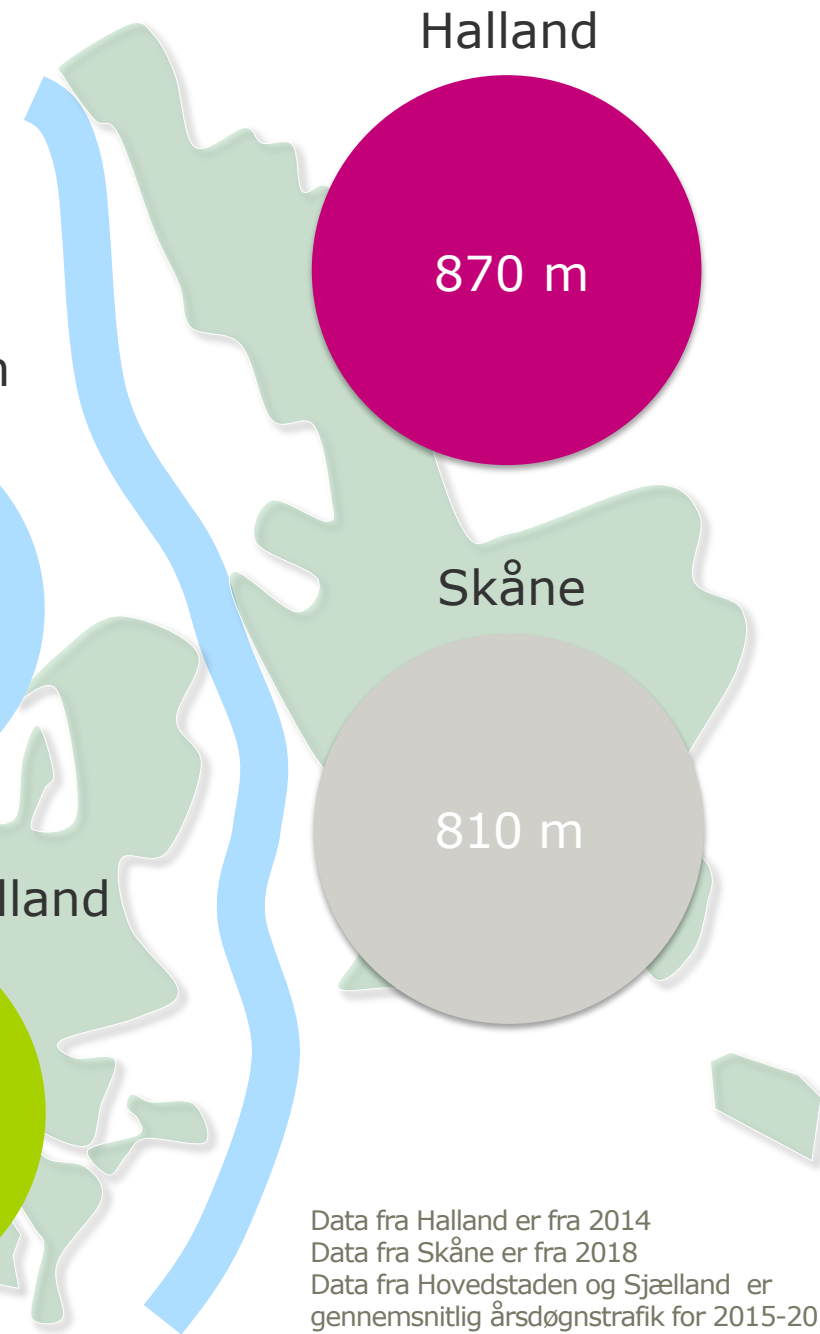 Halland
870 m
Skåne
810 m
lland
Data fra Halland er fra 2014
Data fra Skåne er fra 2018
Data fra Hovedstaden og Sjælland er
gennemsnitlig årsdøgnstrafik for 2015-20